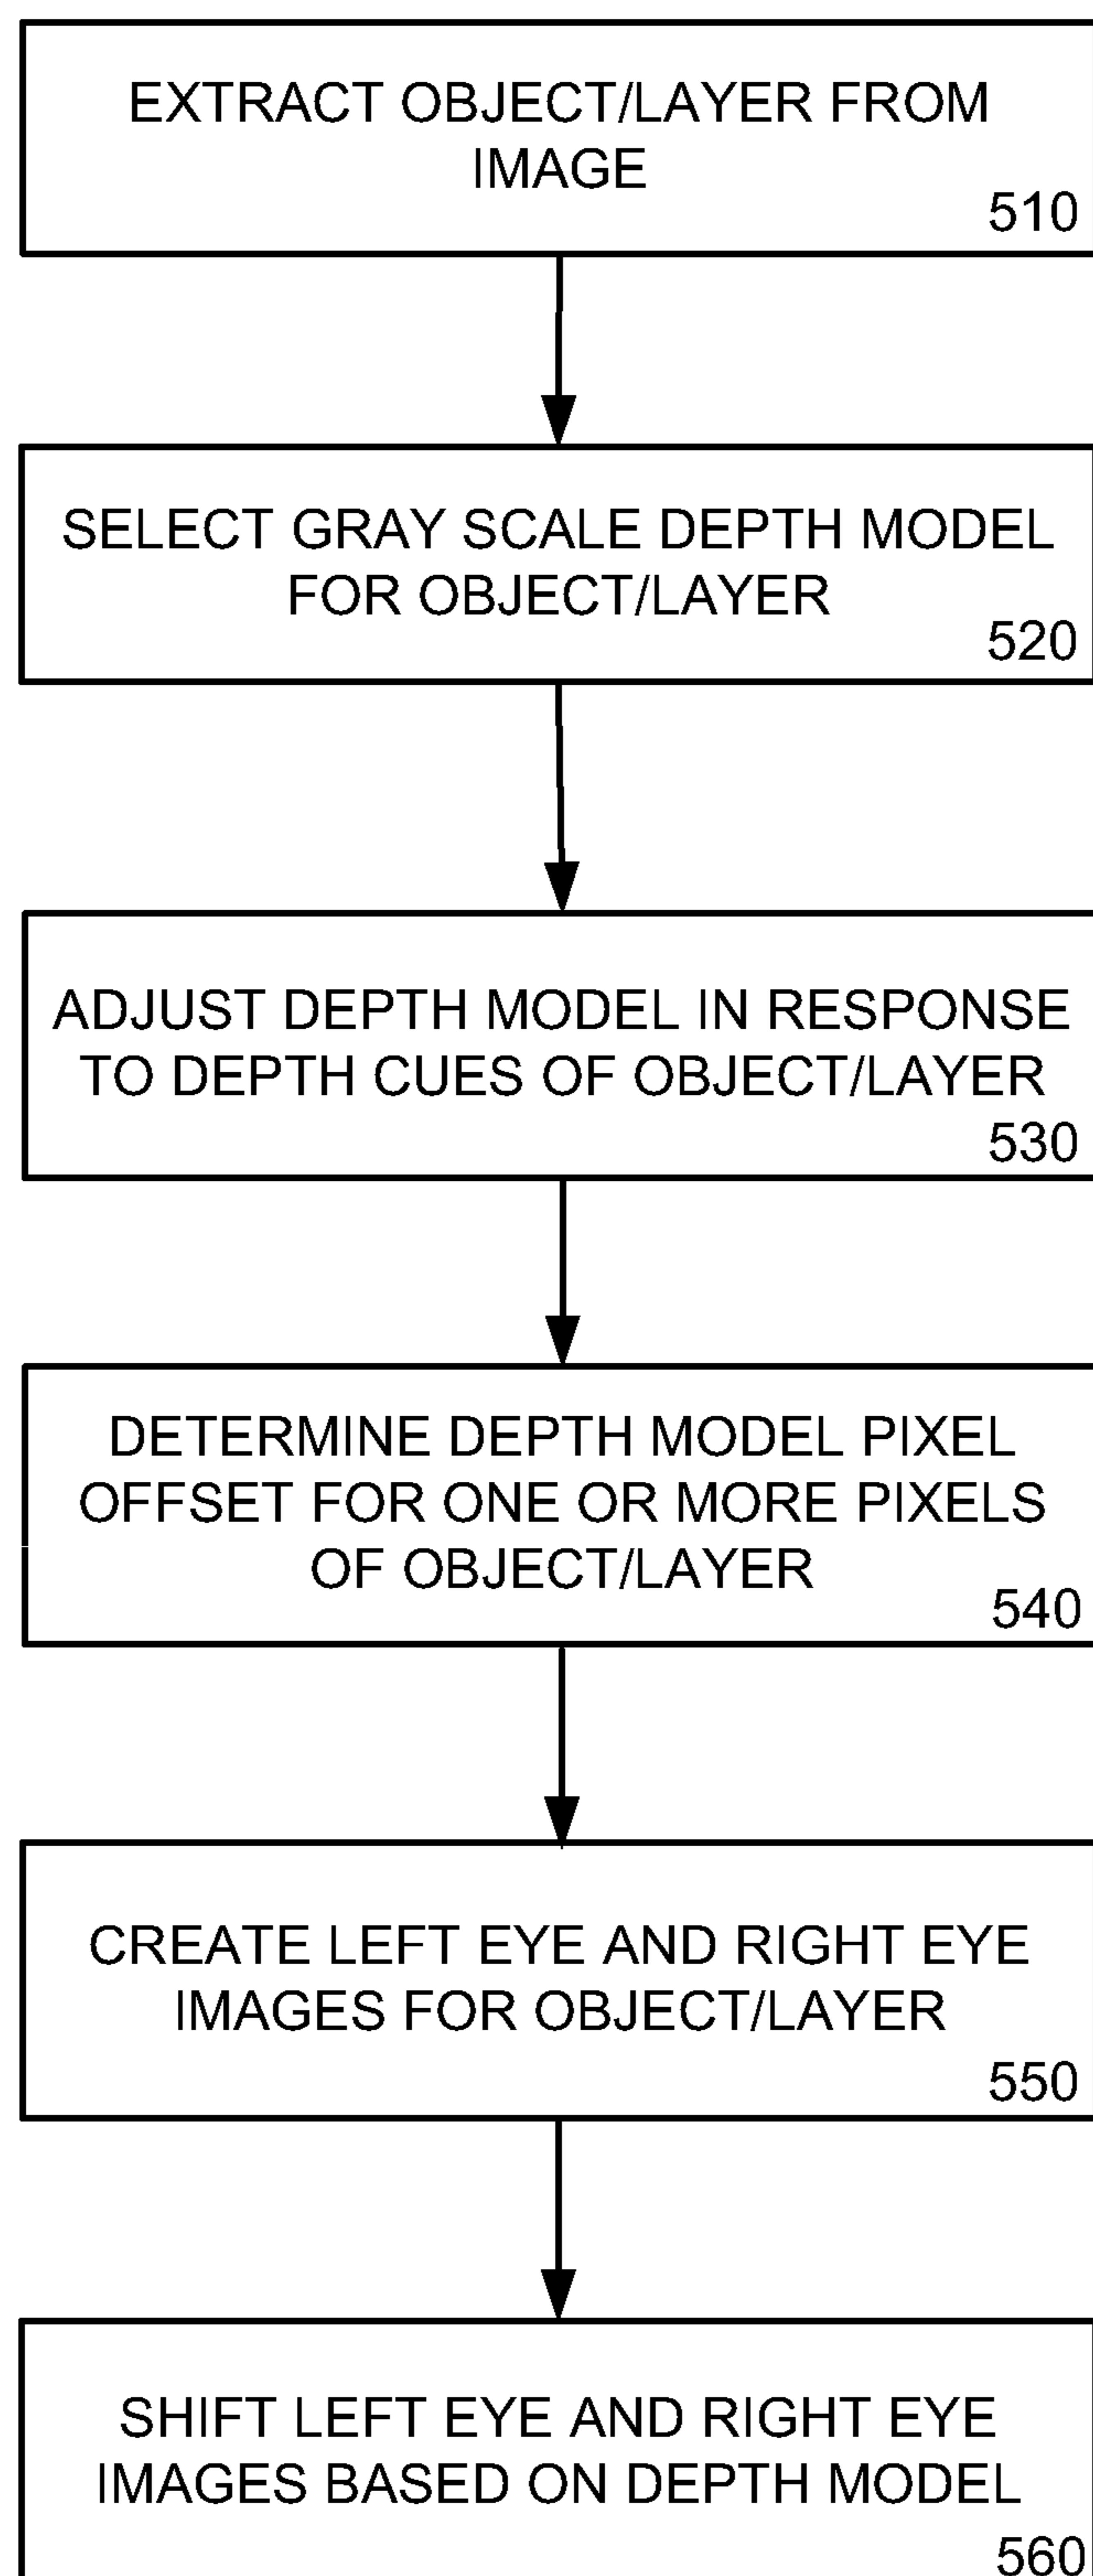 EXTRACT OBJECT/LAYER FROM
IMAGE
510
SELECT GRAY SCALE DEPTH MODEL
FOR OBJECT/LAYER
520
ADJUST DEPTH MODEL IN RESPONSE
TO DEPTH CUES OF OBJECT/LAYER
530
DETERMINE DEPTH MODEL PIXEL
OFFSET FOR ONE OR MORE PIXELS
OF OBJECT/LAYER
540
CREATE LEFT EYE AND RIGHT EYE
IMAGES FOR OBJECT/LAYER
550
SHIFT LEFT EYE AND RIGHT EYE
IMAGES BASED ON DEPTH MODEL
560